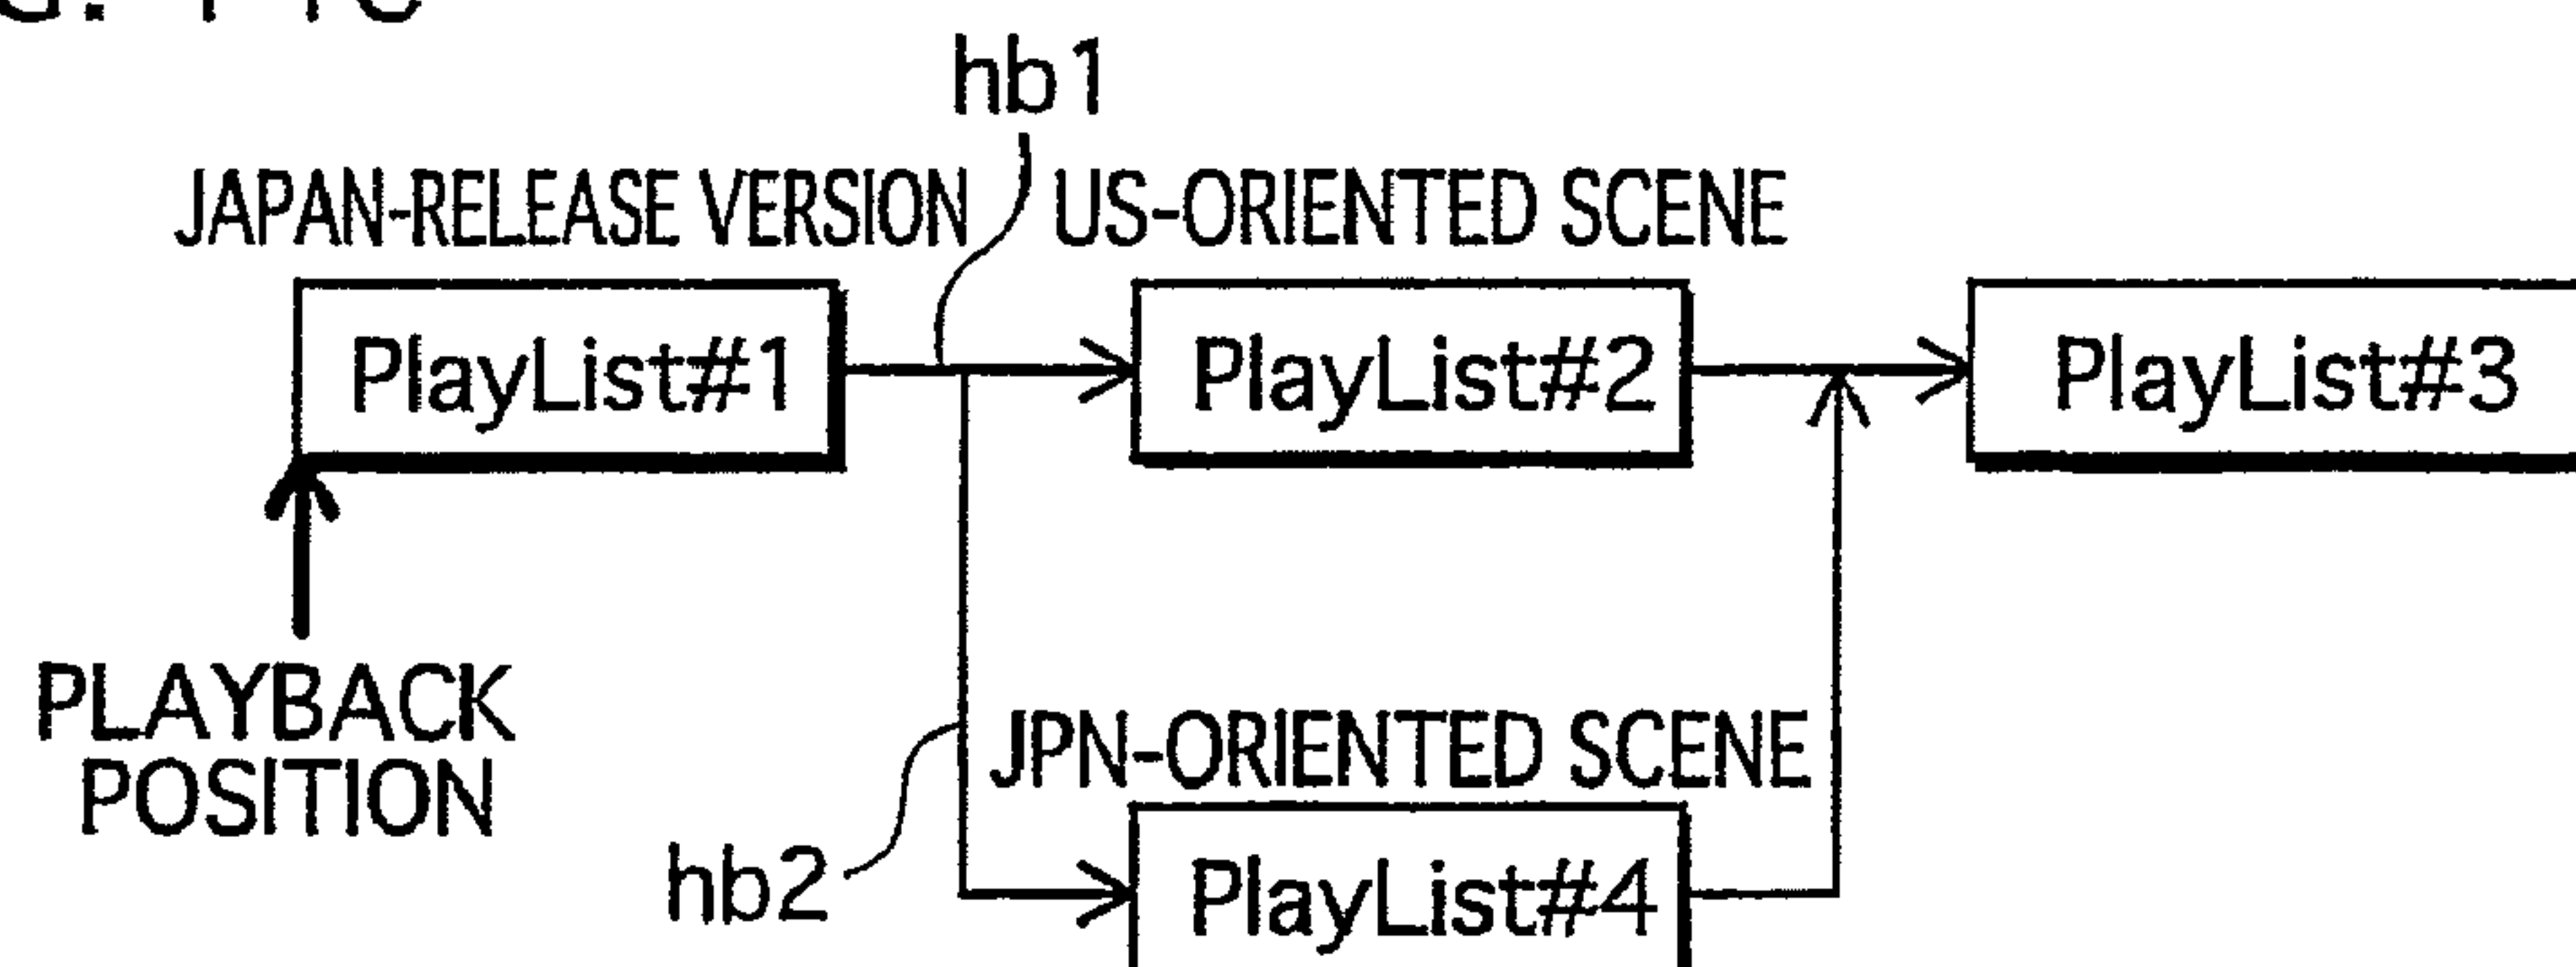 hb1
JAPAN-RELEASE VERSION US-ORIENTED SCENE
PlayList#1 PlayList#2 PlayList#3
PLAYBACK
POSITION
JPN-ORIENTED SCENE
hb2 PlayList#4